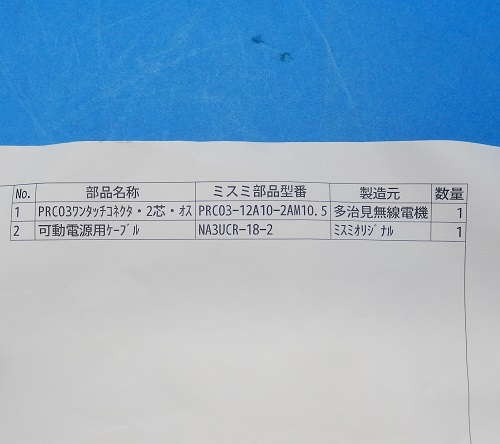 No. 部品名称 ミスミ部品型番 製造元 数量
1 PRC03ﾜﾝﾀｯﾁｺﾈｸﾀ・2芯・ｵｽ PRC03-12A10-2AM10.5 多治見無線電機 1
2 可動電源用ｹｰﾌﾞﾙ NA3UCR-18-2 ﾐｽﾐｵﾘｼﾞﾅﾙ 1